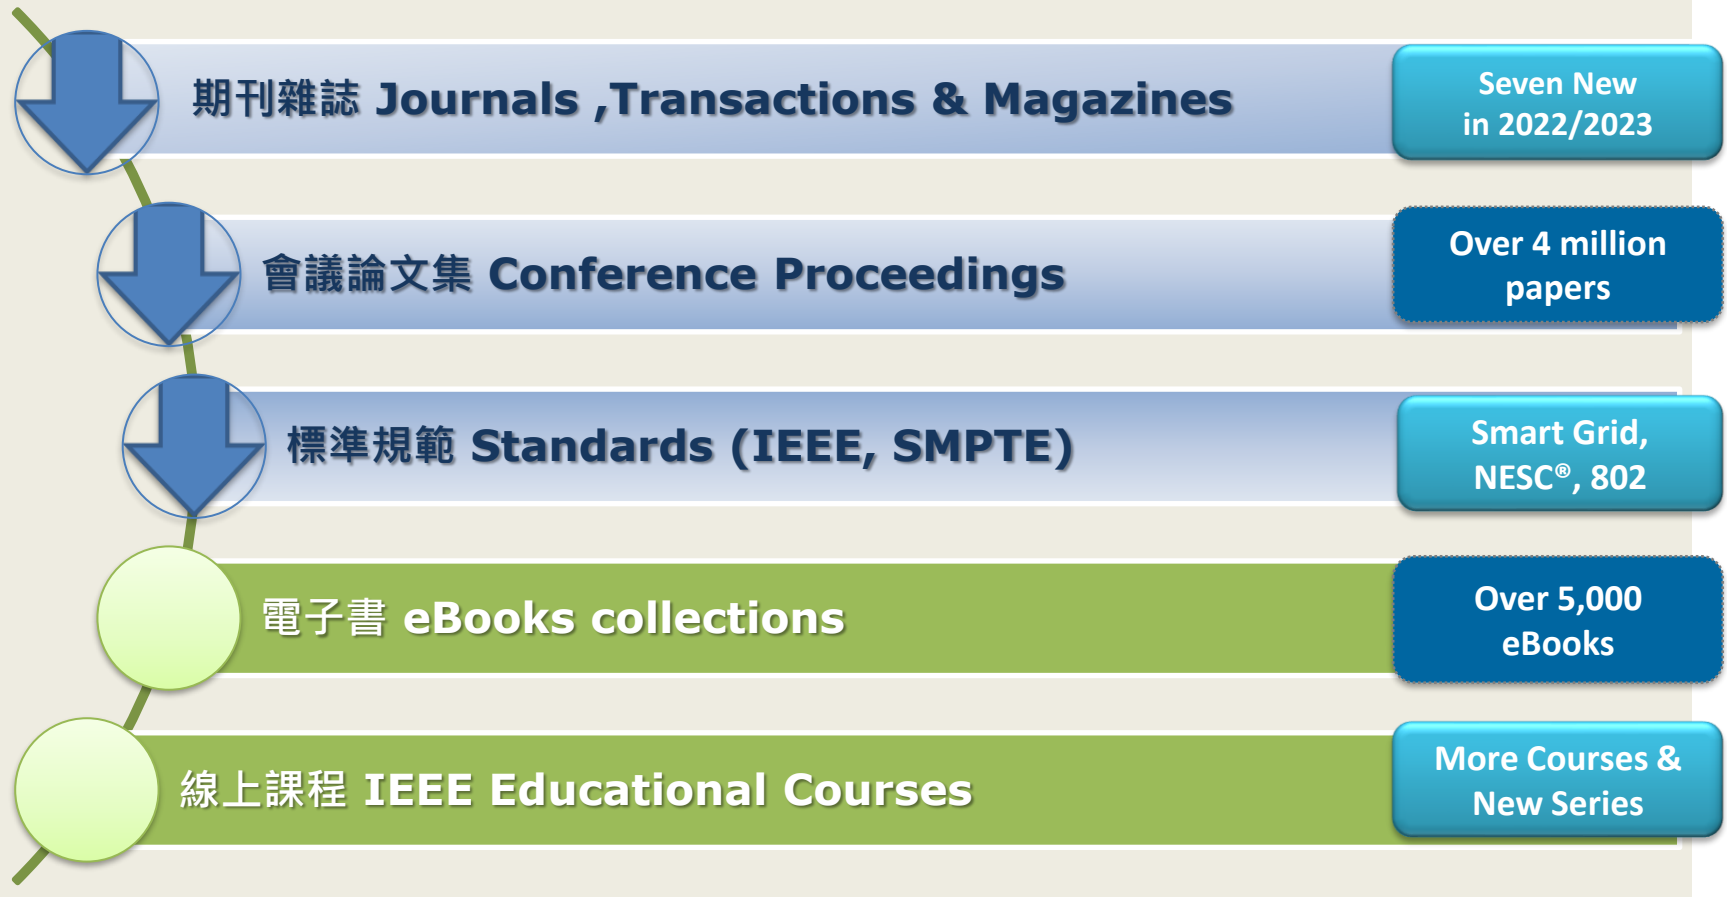 期刊雜誌 Journals ,Transactions & Magazines
Seven New
in 2022/2023
會議論文集 Conference Proceedings
Over 4 million
papers
標準規範 Standards (IEEE, SMPTE)
Smart Grid,
NESC®, 802
電子書 eBooks collections
Over 5,000
eBooks
線上課程 IEEE Educational Courses
More Courses &
New Series